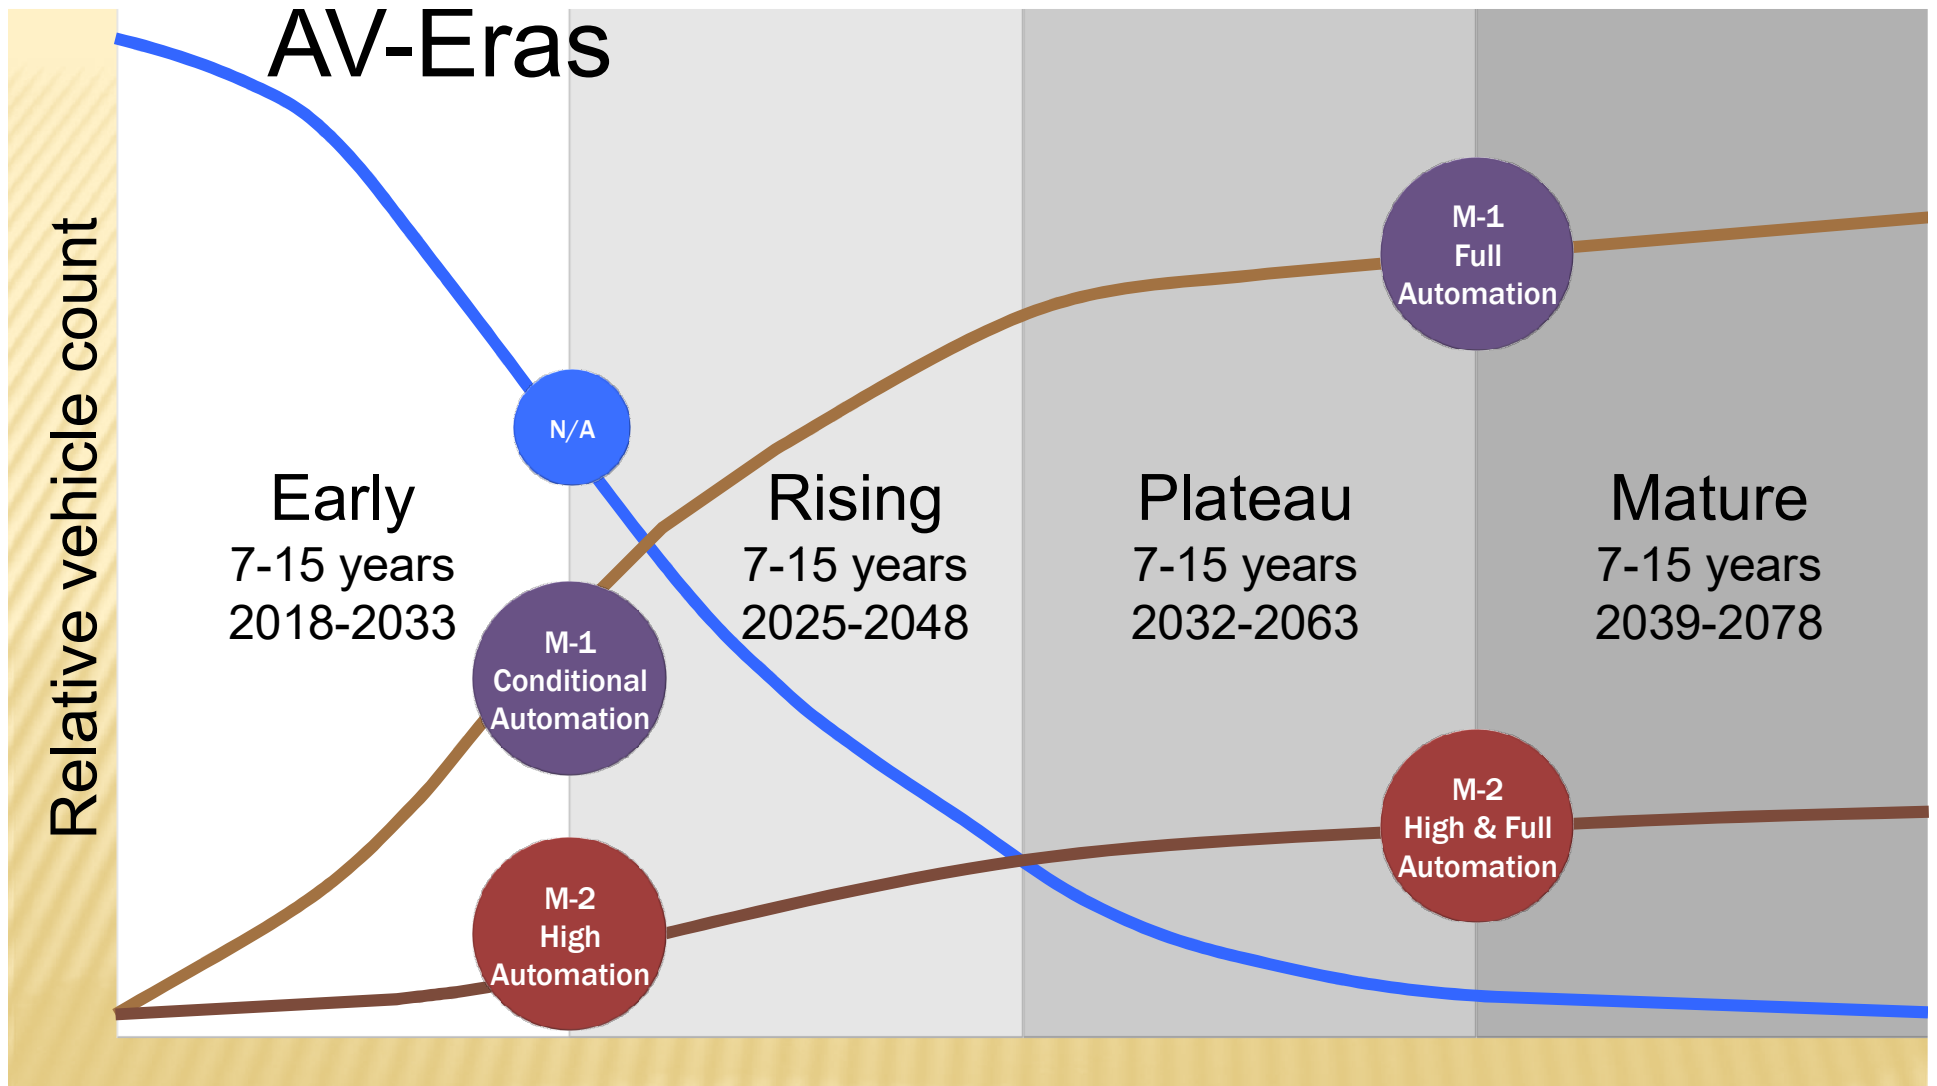 AV-Eras
Relative vehicle count
N/A
Early
7-15 years
2018-2033
Rising
7-15 years
2025-2048
Plateau
7-15 years
2032-2063
Mature
7-15 years
2039-2078
M-1
Conditional
Automation
M-2
High
Automation
M-1
Full
Automation
M-2
High & Full
Automation